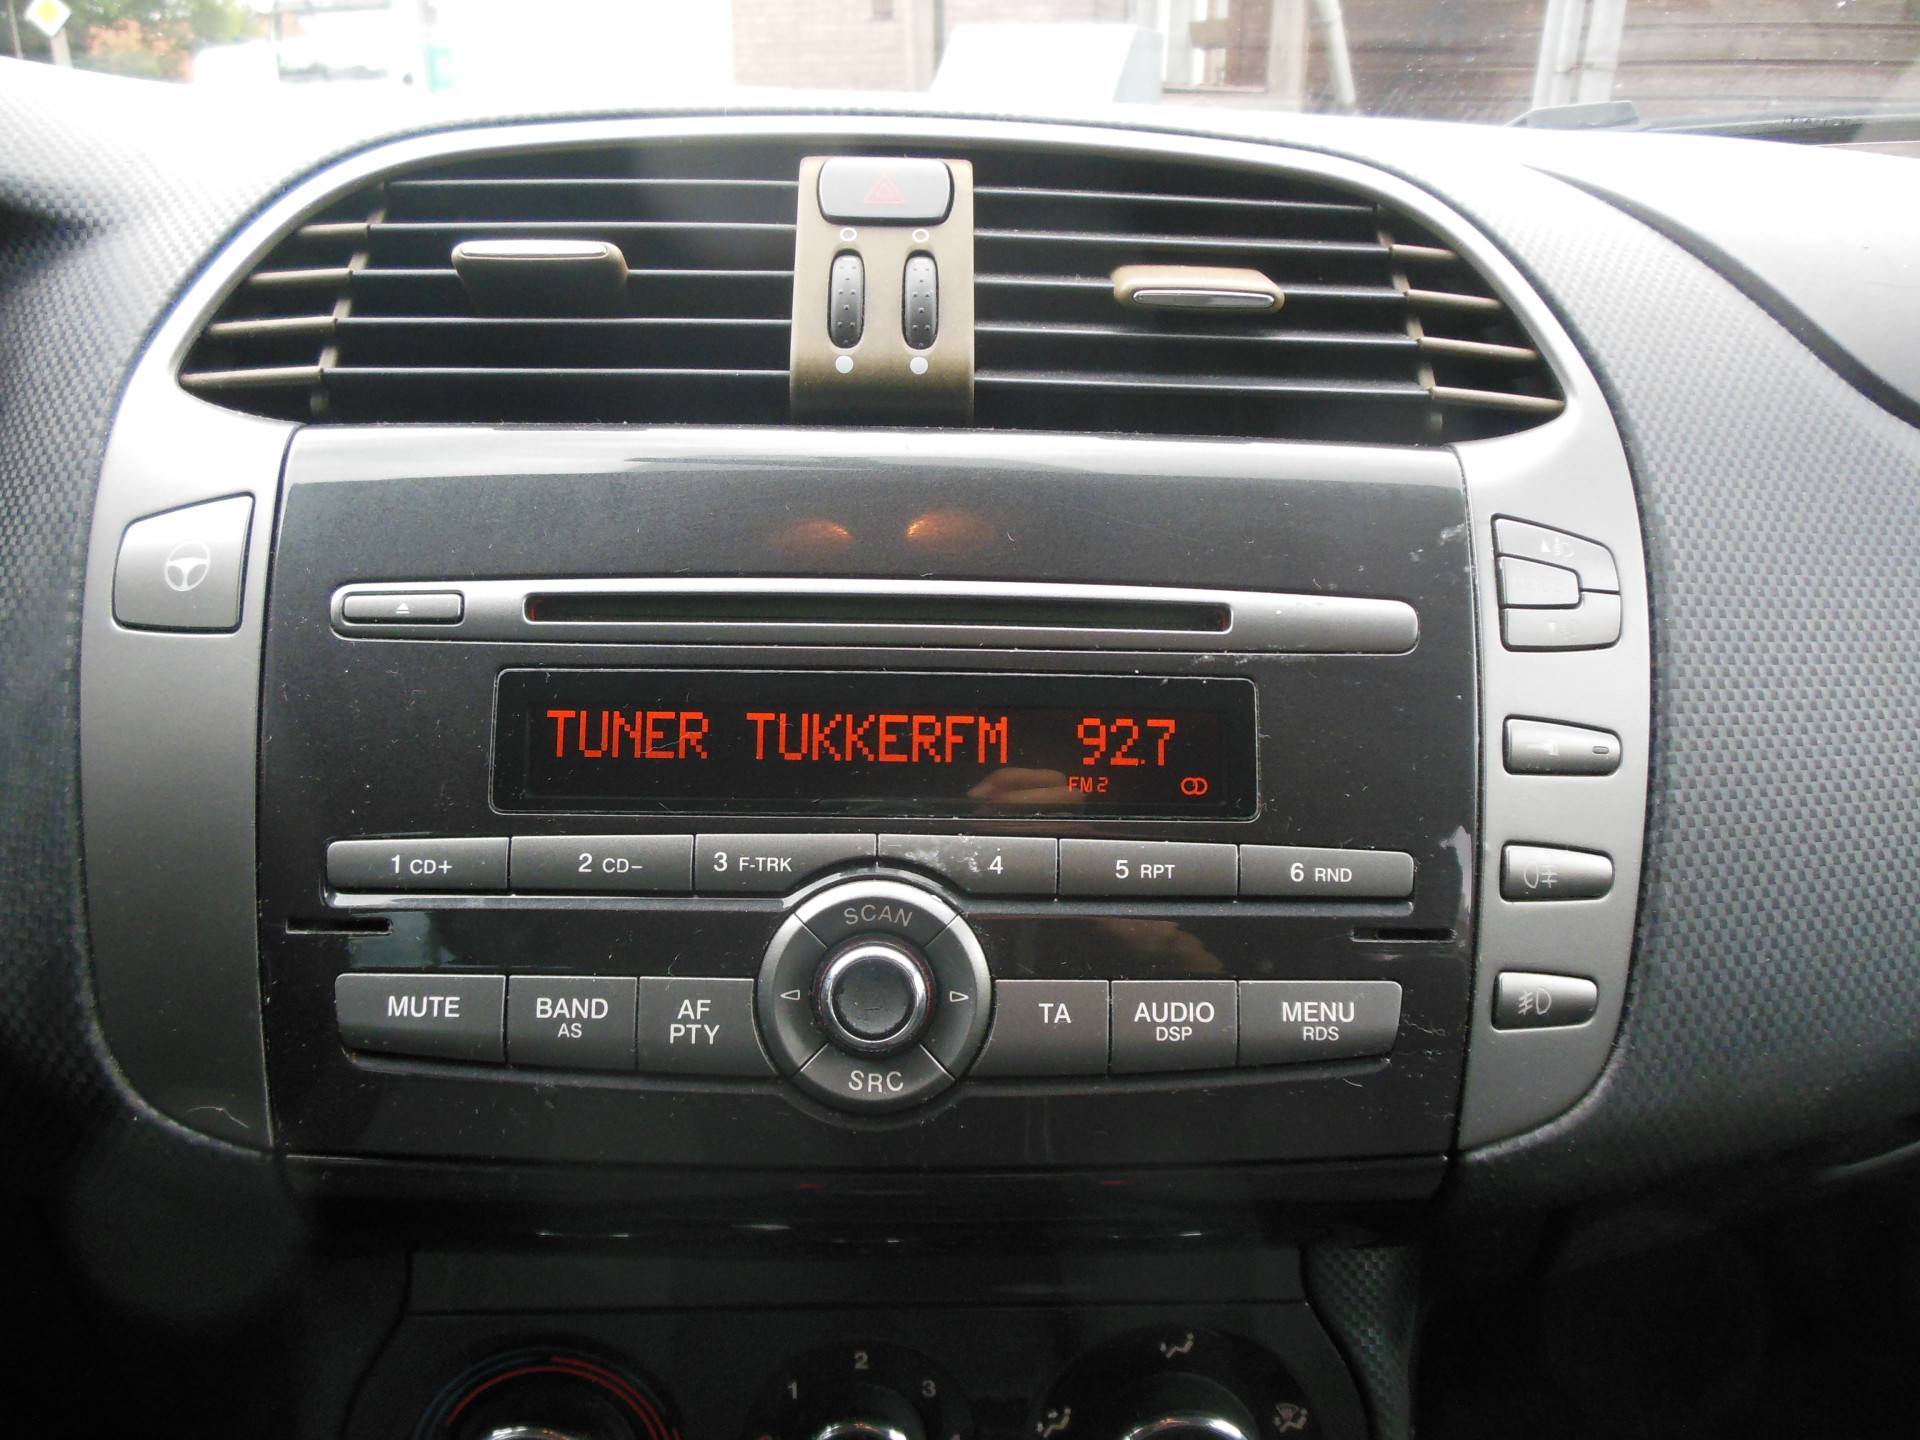 TUNER TUKKERFM 92.7
FM2
1 CD+ 2 CD- 3 F-TRK 4 5 RPT 6 RND
SCAN
MUTE BAND AF TA AUDIO MENU
AS PTY DSP RDS
SRC
1 2 3